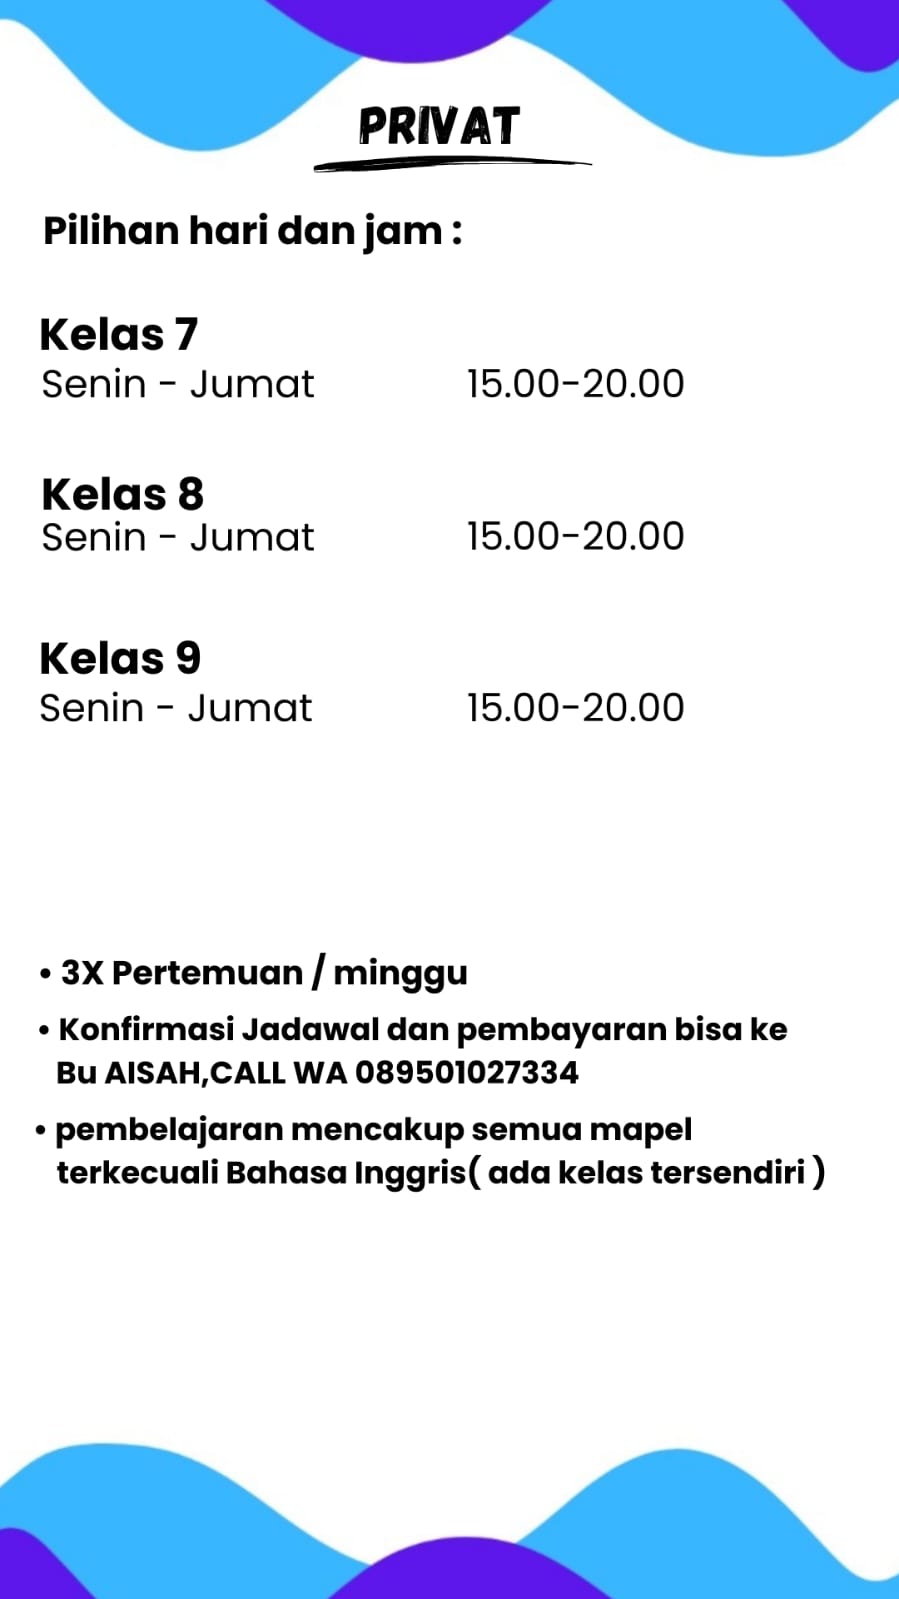 PRIVAT
Pilihan hari dan jam :
Kelas 7
Senin - Jumat 15.00-20.00
Kelas 8
Senin - Jumat 15.00-20.00
Kelas 9
Senin - Jumat 15.00-20.00
• 3X Pertemuan / minggu
• Konfirmasi Jadawal dan pembayaran bisa ke
Bu AISAH,CALL WA 089501027334
• pembelajaran mencakup semua mapel
terkecuali Bahasa Inggris( ada kelas tersendiri )